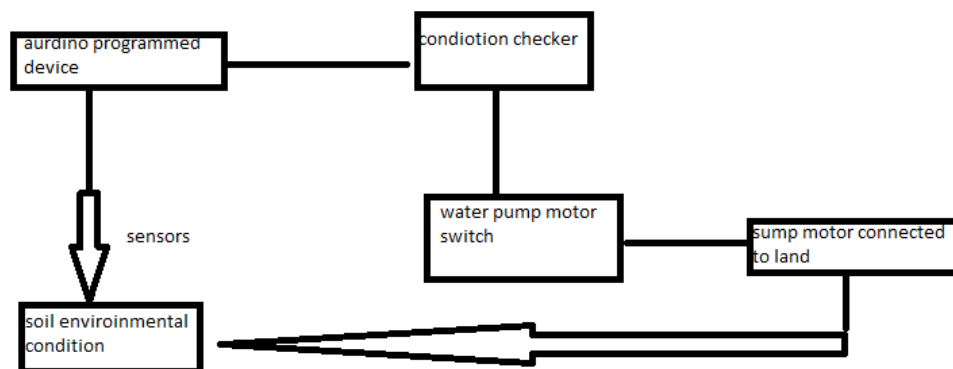 aurdino programmed
device
condiotion checker
sensors
water pump motor
switch
sump motor connected
to land
soil enviroinmental
condition